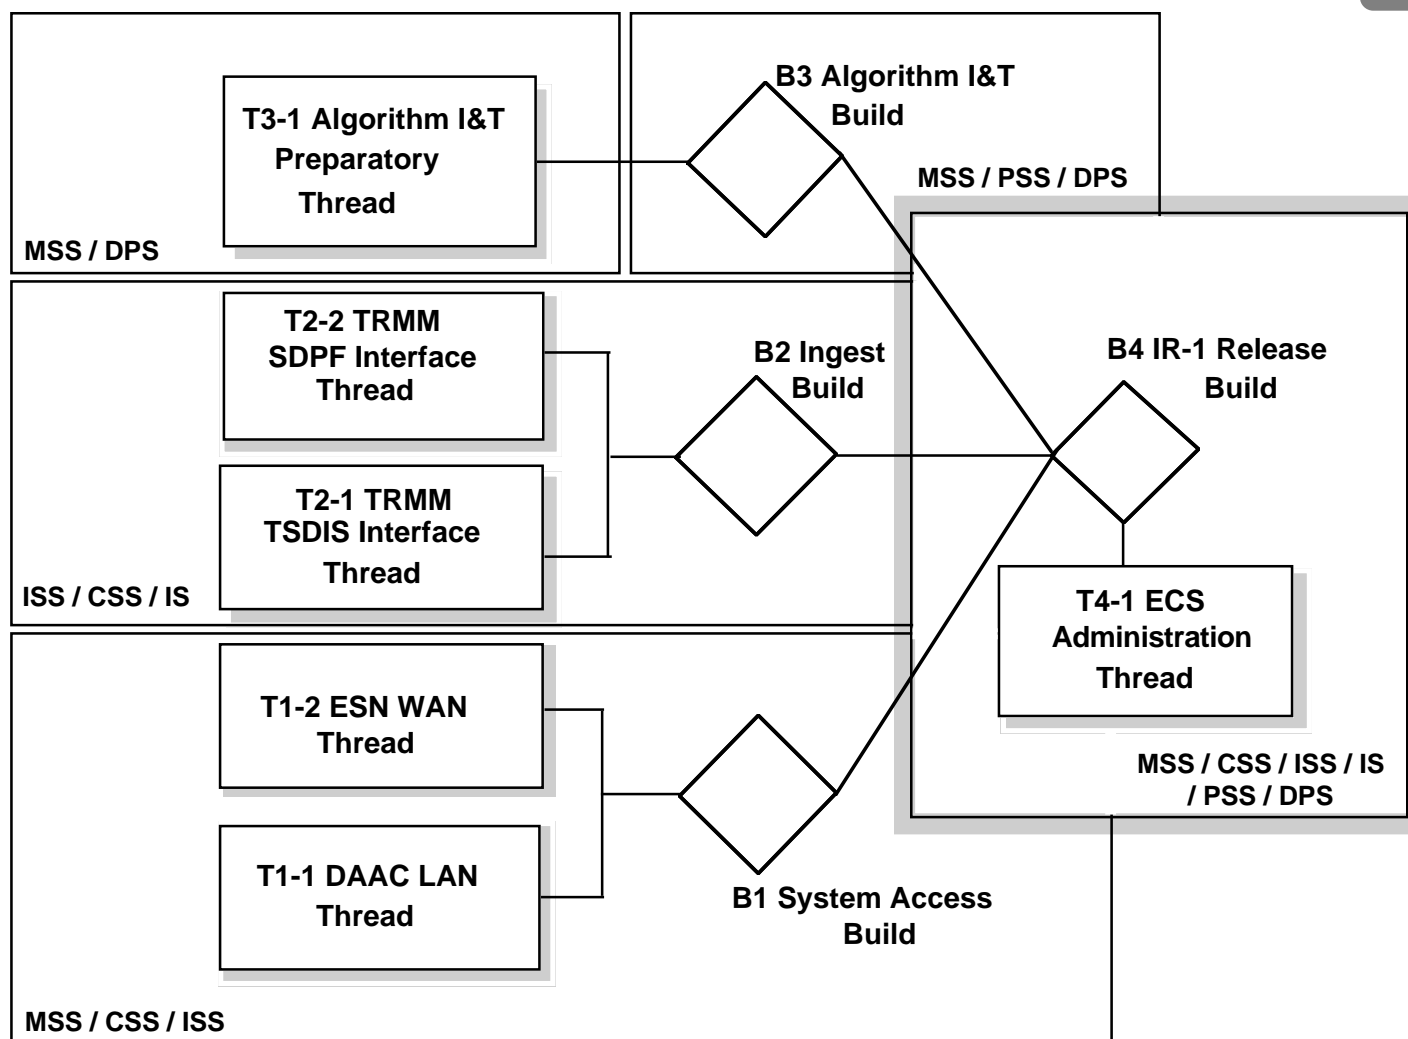 B3 Algorithm I&T
Build
T3-1 Algorithm I&T
Preparatory
Thread
MSS / PSS / DPS
MSS / DPS
T2-2 TRMM
SDPF Interface
Thread
B2 Ingest
Build
B4 IR-1 Release
Build
T2-1 TRMM
TSDIS Interface
Thread
ISS / CSS / IS
T4-1 ECS
Administration
Thread
T1-2 ESN WAN
Thread
MSS / CSS / ISS / IS
/ PSS / DPS
T1-1 DAAC LAN
Thread
B1 System Access
Build
MSS / CSS / ISS